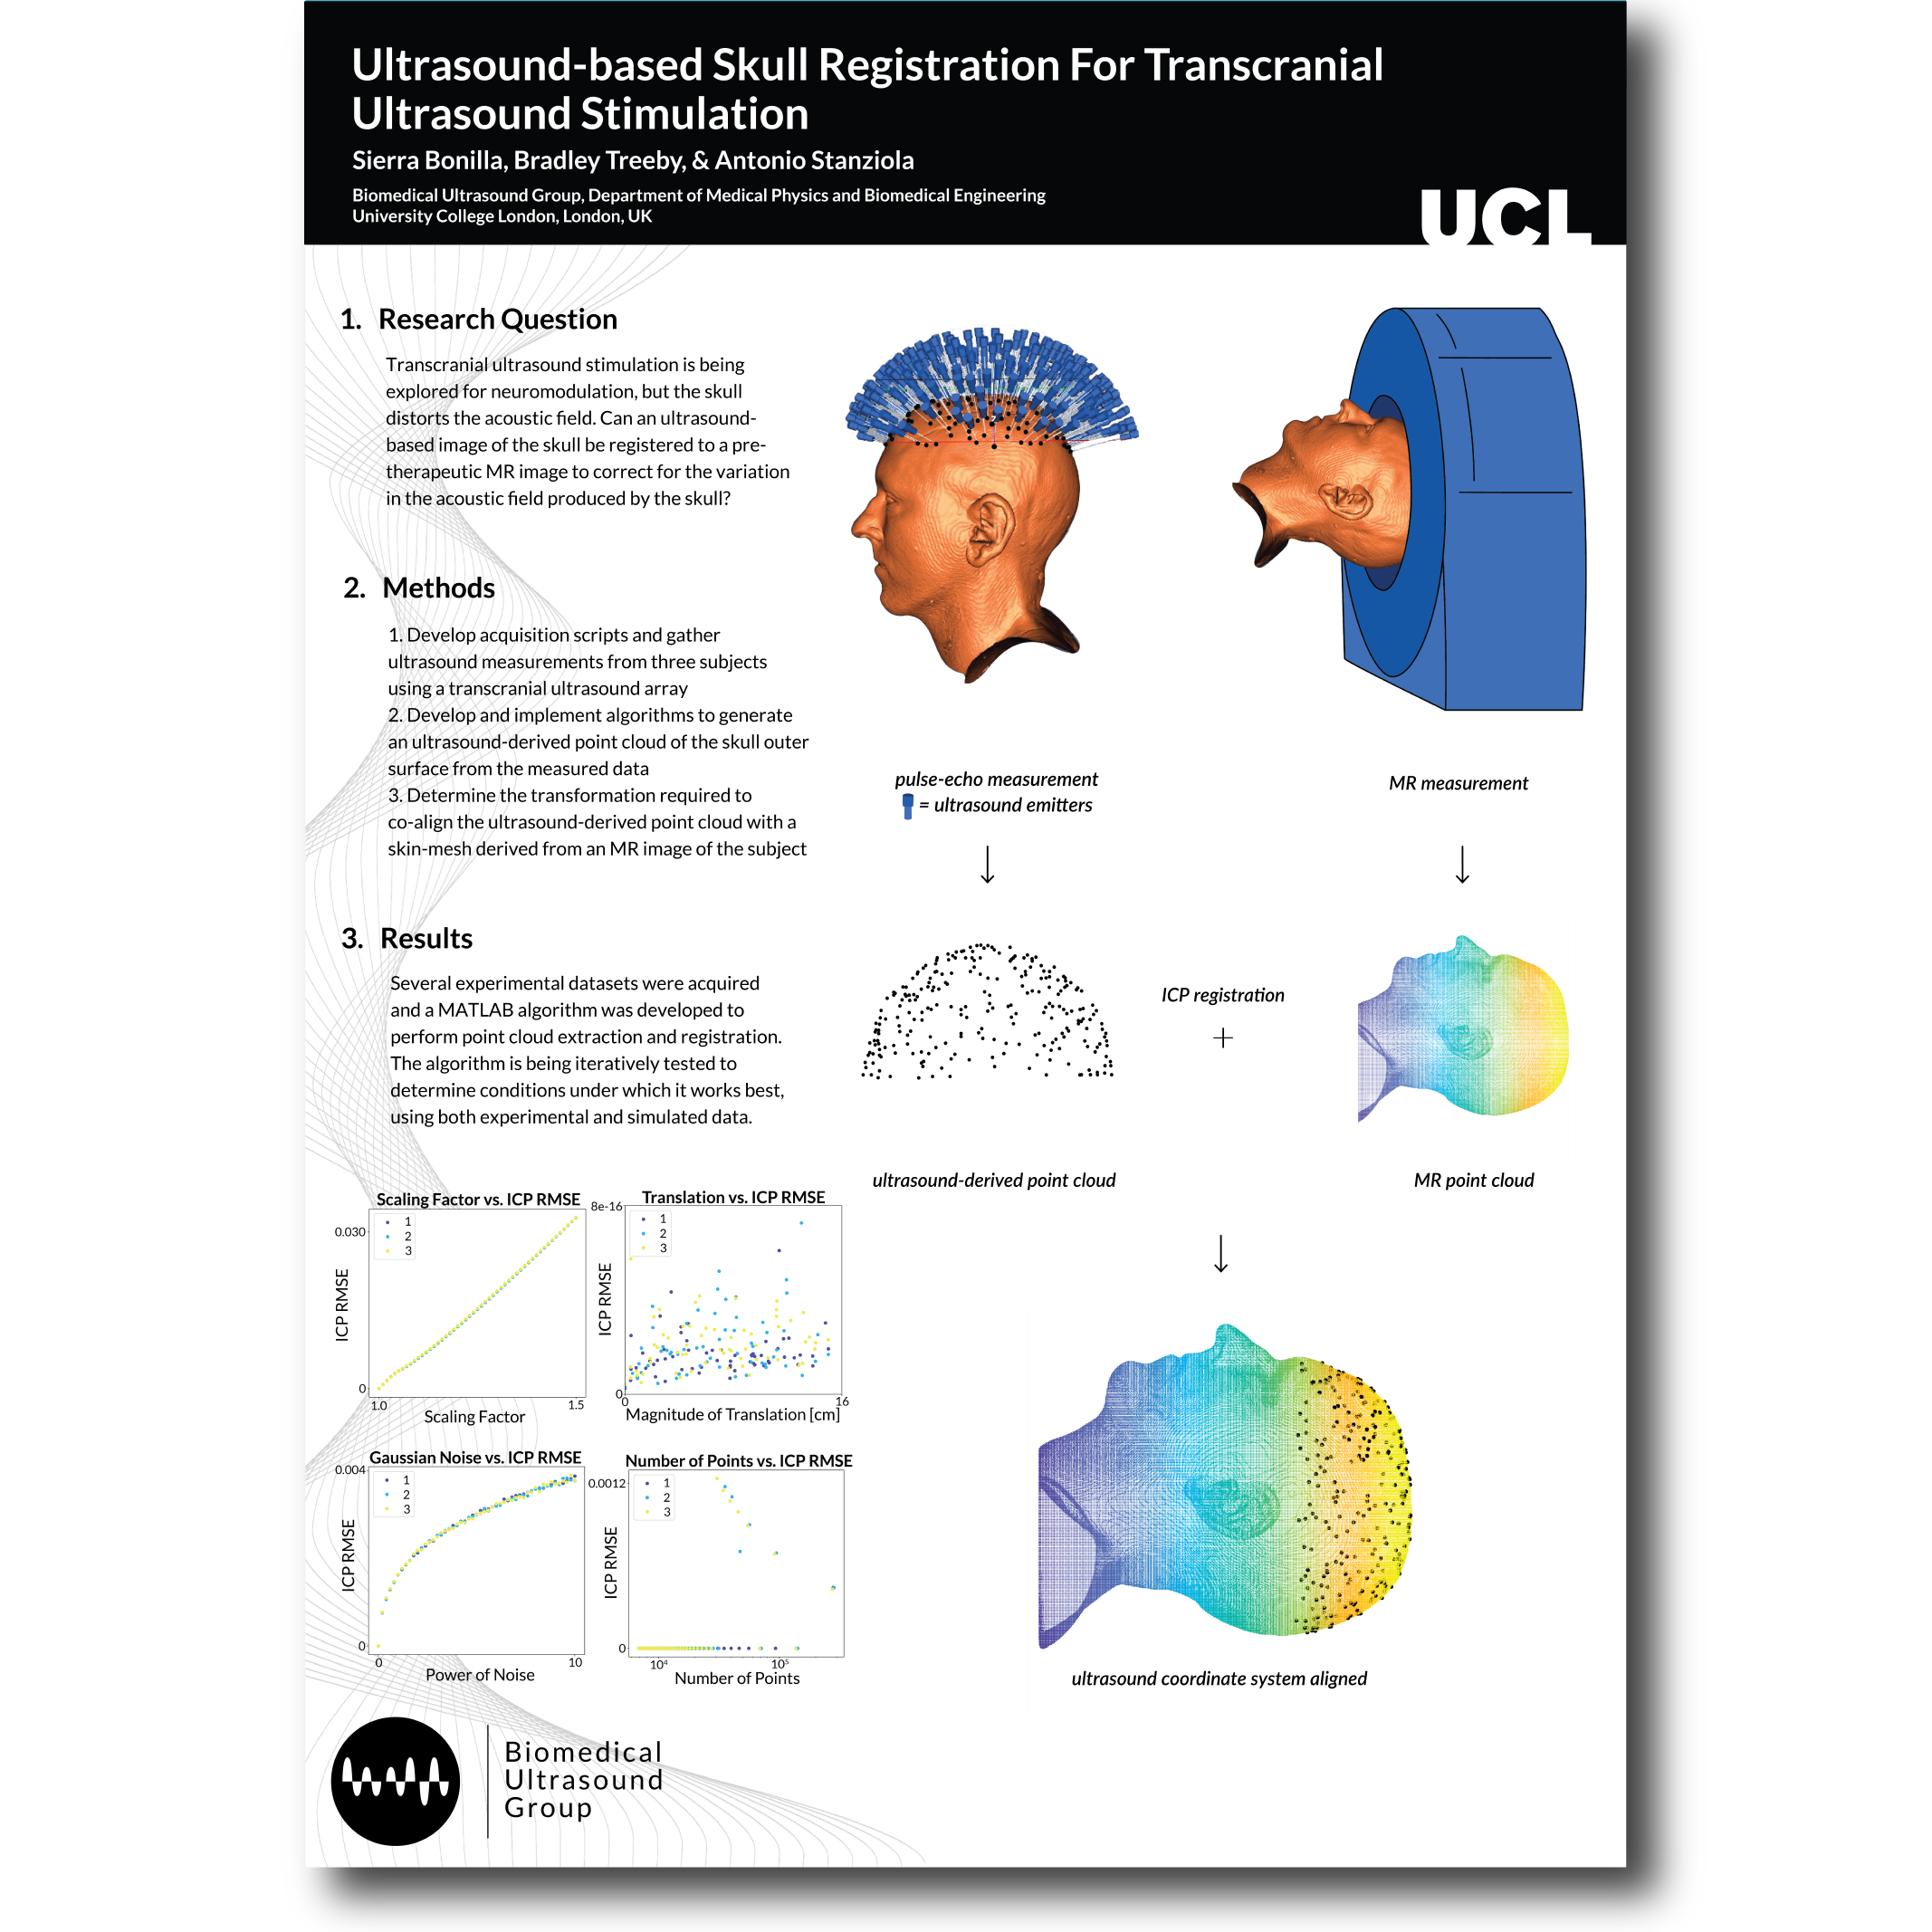 Ultrasound-based Skull Registration For Transcranial
Ultrasound Stimulation
Sierra Bonilla, Bradley Treeby, & Antonio Stanziola
Biomedical Ultrasound Group, Department of Medical Physics and Biomedical Engineering
University College London, London, UK
UCL
1. Research Question
Transcranial ultrasound stimulation is being
explored for neuromodulation, but the skull
distorts the acoustic field. Can an ultrasound-
based image of the skull be registered to a pre-
therapeutic MR image to correct for the variation
in the acoustic field produced by the skull?
2. Methods
1. Develop acquisition scripts and gather
ultrasound measurements from three subjects
using a transcranial ultrasound array
2. Develop and implement algorithms to generate
an ultrasound-derived point cloud of the skull outer
surface from the measured data
3. Determine the transformation required to
co-align the ultrasound-derived point cloud with a
skin-mesh derived from an MR image of the subject
3. Results
Several experimental datasets were acquired
and a MATLAB algorithm was developed to
perform point cloud extraction and registration.
The algorithm is being iteratively tested to
determine conditions under which it works best,
using both experimental and simulated data.
Scaling Factor vs. ICP RMSE
0.030
1
2
3
ICP RMSE
0
1.0
1.5
Scaling Factor
Translation vs. ICP RMSE
8e-16
1
2
3
ICP RMSE
0
0
16
Magnitude of Translation [cm]
Gaussian Noise vs. ICP RMSE
0.004
1
2
3
ICP RMSE
0
0
10
Power of Noise
Number of Points vs. ICP RMSE
0.0012
1
2
3
ICP RMSE
0
10⁴
10⁵
Number of Points
pulse-echo measurement
= ultrasound emitters
MR measurement
ICP registration
+
ultrasound-derived point cloud
MR point cloud
ultrasound coordinate system aligned
Biomedical
Ultrasound
Group